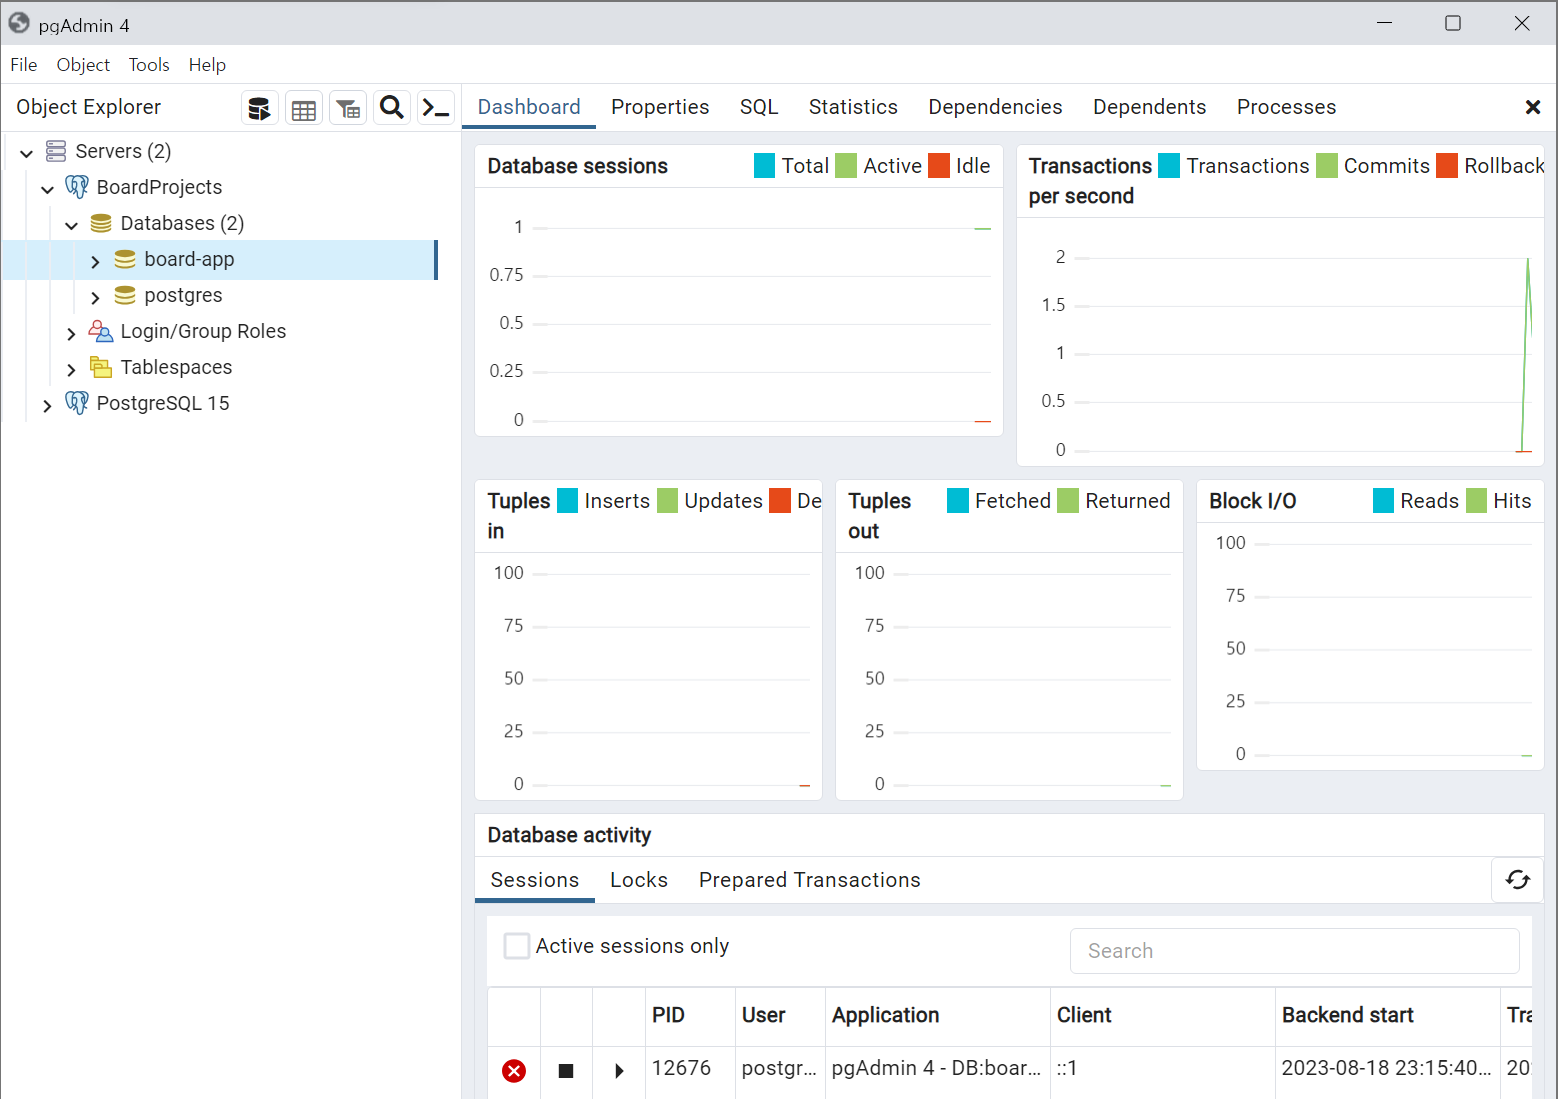 pgAdmin 4
File Object Tools Help
Object Explorer
Dashboard Properties SQL Statistics Dependencies Dependents Processes
Servers (2)
BoardProjects
Databases (2)
board-app
postgres
Login/Group Roles
Tablespaces
PostgreSQL 15
Database sessions Total Active Idle
1
0.75
0.5
0.25
0
Transactions per second Transactions Commits Rollback
2
1.5
1
0.5
0
Tuples in Inserts Updates De
100
75
50
25
0
Tuples out Fetched Returned
100
75
50
25
0
Block I/O Reads Hits
100
75
50
25
0
Database activity
Sessions Locks Prepared Transactions
Active sessions only Search
PID User Application Client Backend start Tra
12676 postgr... pgAdmin 4 - DB:boar... ::1 2023-08-18 23:15:40... 20